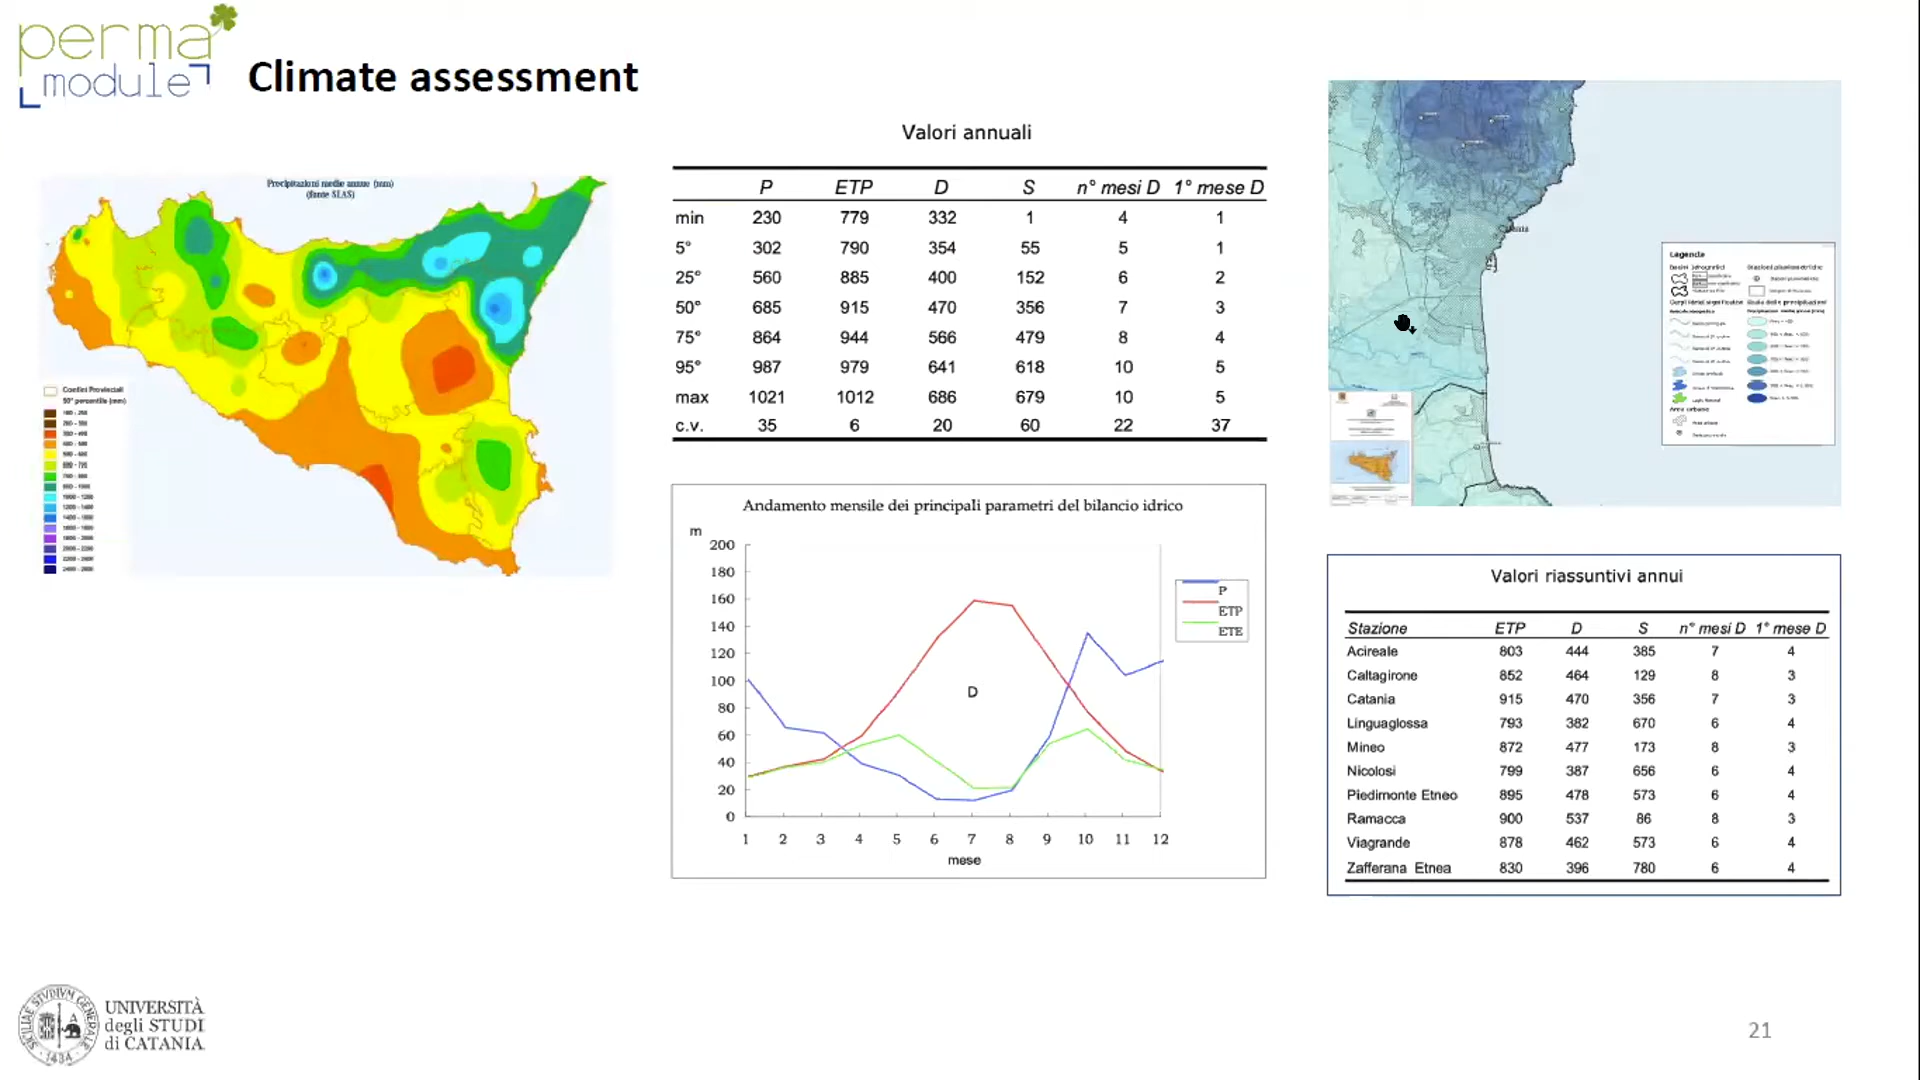 perma
module
Climate assessment
Precipitazioni medie annue (mm)
(fonte SIAS)
Confini Provinciali
50° percentile (mm)
Valori annuali
P ETP D S n° mesi D 1° mese D
min 230 779 332 1 4 1
5° 302 790 354 55 5 1
25° 560 885 400 152 6 2
50° 685 915 470 356 7 3
75° 864 944 566 479 8 4
95° 987 979 641 618 10 5
max 1021 1012 686 679 10 5
c.v. 35 6 20 60 22 37
Andamento mensile dei principali parametri del bilancio idrico
m
200
180
160
140
120
100
80
60
40
20
0
D
P
ETP
ETE
1 2 3 4 5 6 7 8 9 10 11 12
mese
Legenda
Valori riassuntivi annui
Stazione ETP D S n° mesi D 1° mese D
Acireale 803 444 385 7 4
Caltagirone 852 464 129 8 3
Catania 915 470 356 7 3
Linguaglossa 793 382 670 6 4
Mineo 872 477 173 8 3
Nicolosi 799 387 656 6 4
Piedimonte Etneo 895 478 573 6 4
Ramacca 900 537 86 8 3
Viagrande 878 462 573 6 4
Zafferana Etnea 830 396 780 6 4
UNIVERSITÀ
degli STUDI
di CATANIA
1434
21